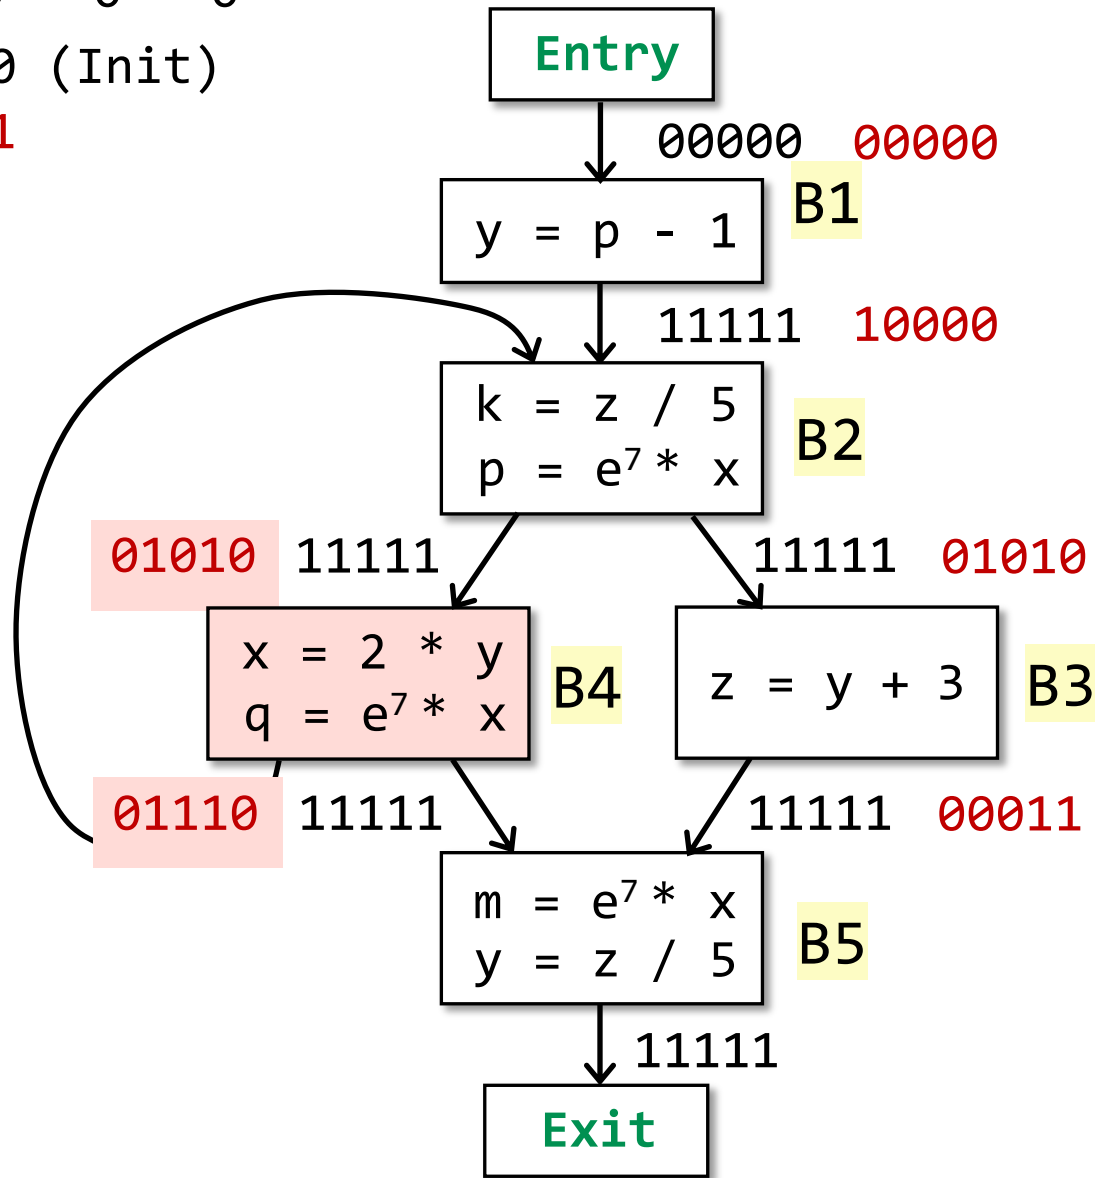 0 (Init)
1
Entry
00000 00000
B1
y = p - 1
11111 10000
k = z / 5
p = e⁷ * x
B2
01010 11111
11111 01010
x = 2 * y
q = e⁷ * x
B4
z = y + 3
B3
01110 11111
11111 00011
m = e⁷ * x
y = z / 5
B5
11111
Exit